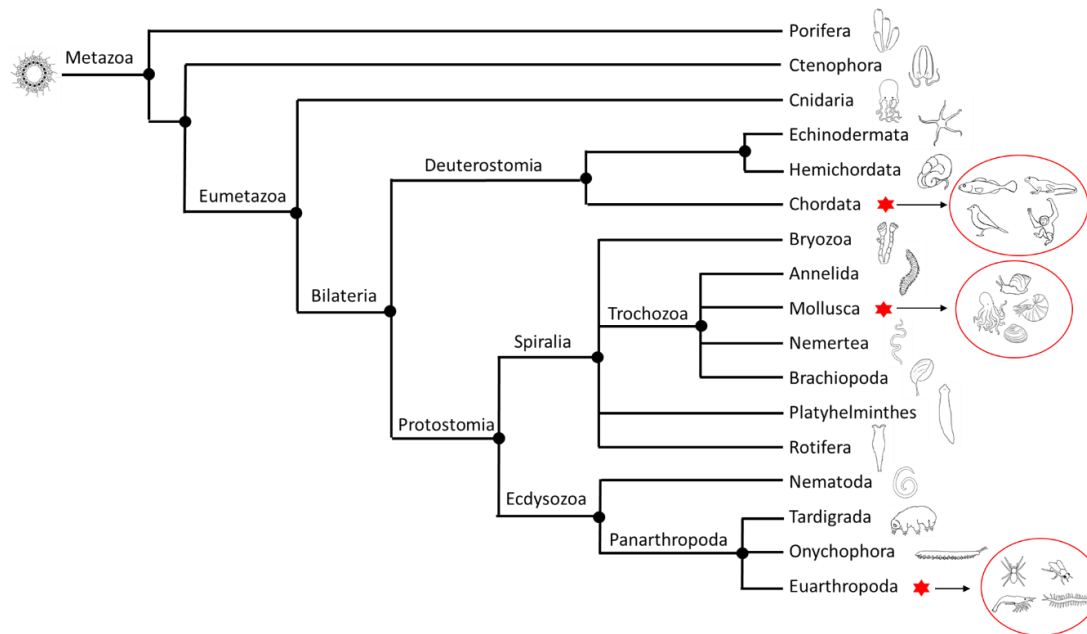 Metazoa
Porifera
Ctenophora
Cnidaria
Echinodermata
Deuterostomia
Hemichordata
Eumetazoa
Chordata
Bryozoa
Annelida
Bilateria
Trochozoa
Mollusca
Spiralia
Nemertea
Brachiopoda
Protostomia
Platyhelminthes
Rotifera
Ecdysozoa
Nematoda
Tardigrada
Panarthropoda
Onychophora
Euarthropoda